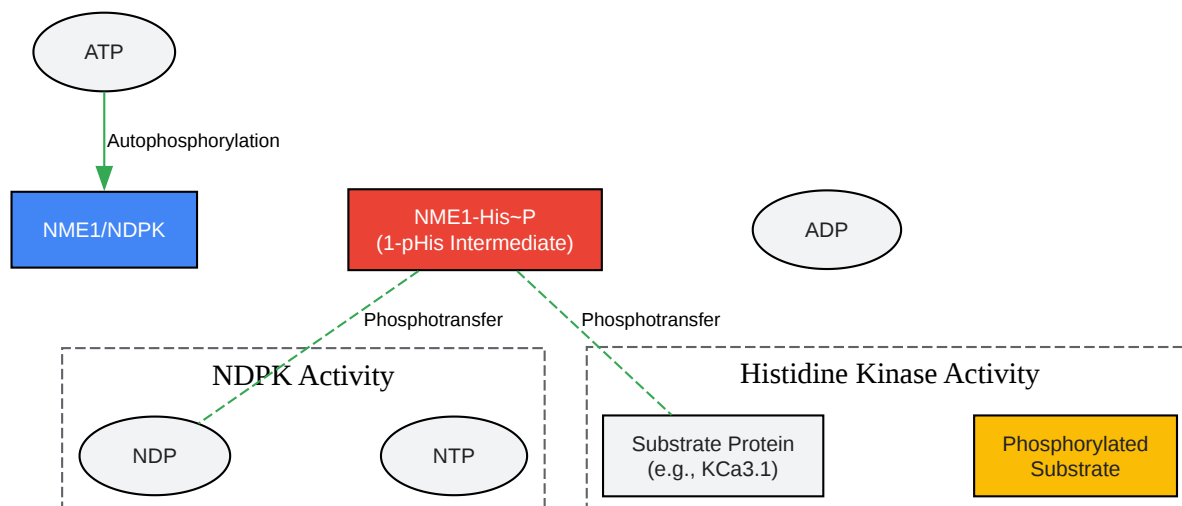 ATP
Autophosphorylation
NME1/NDPK
NME1-His~P
(1-pHis Intermediate)
ADP
Phosphotransfer
Phosphotransfer
NDPK Activity
Histidine Kinase Activity
NDP
NTP
Substrate Protein
(e.g., KCa3.1)
Phosphorylated
Substrate